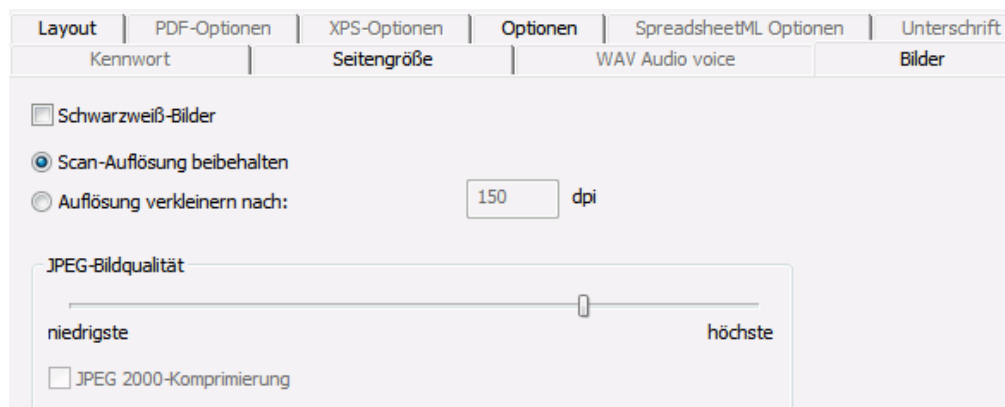 Layout PDF-Optionen XPS-Optionen Optionen SpreadsheetML Optionen Unterschrift
Kennwort Seitengröße WAV Audio voice Bilder
Schwarzweiß-Bilder
Scan-Auflösung beibehalten
Auflösung verkleinern nach: 150 dpi
JPEG-Bildqualität
niedrigste höchste
JPEG 2000-Komprimierung